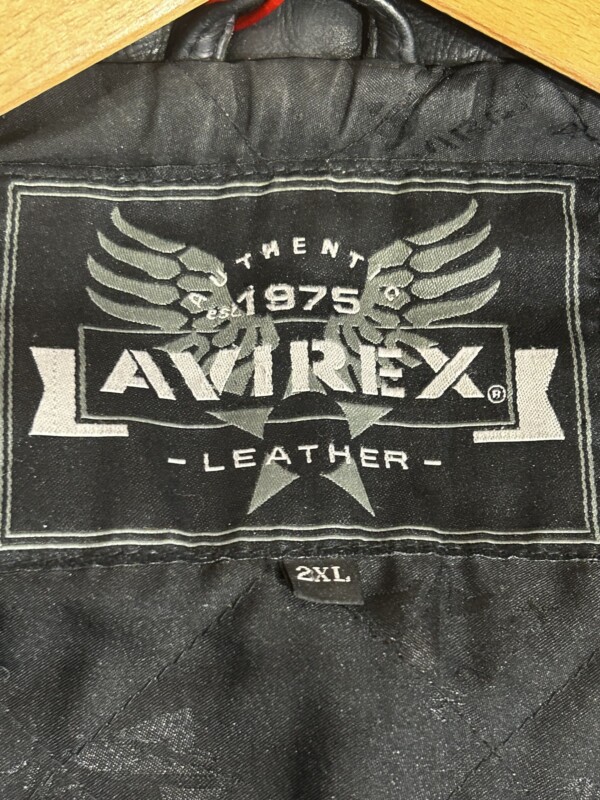 AUTHENTIC
est. 1975
AVIREX®
- LEATHER -
2XL